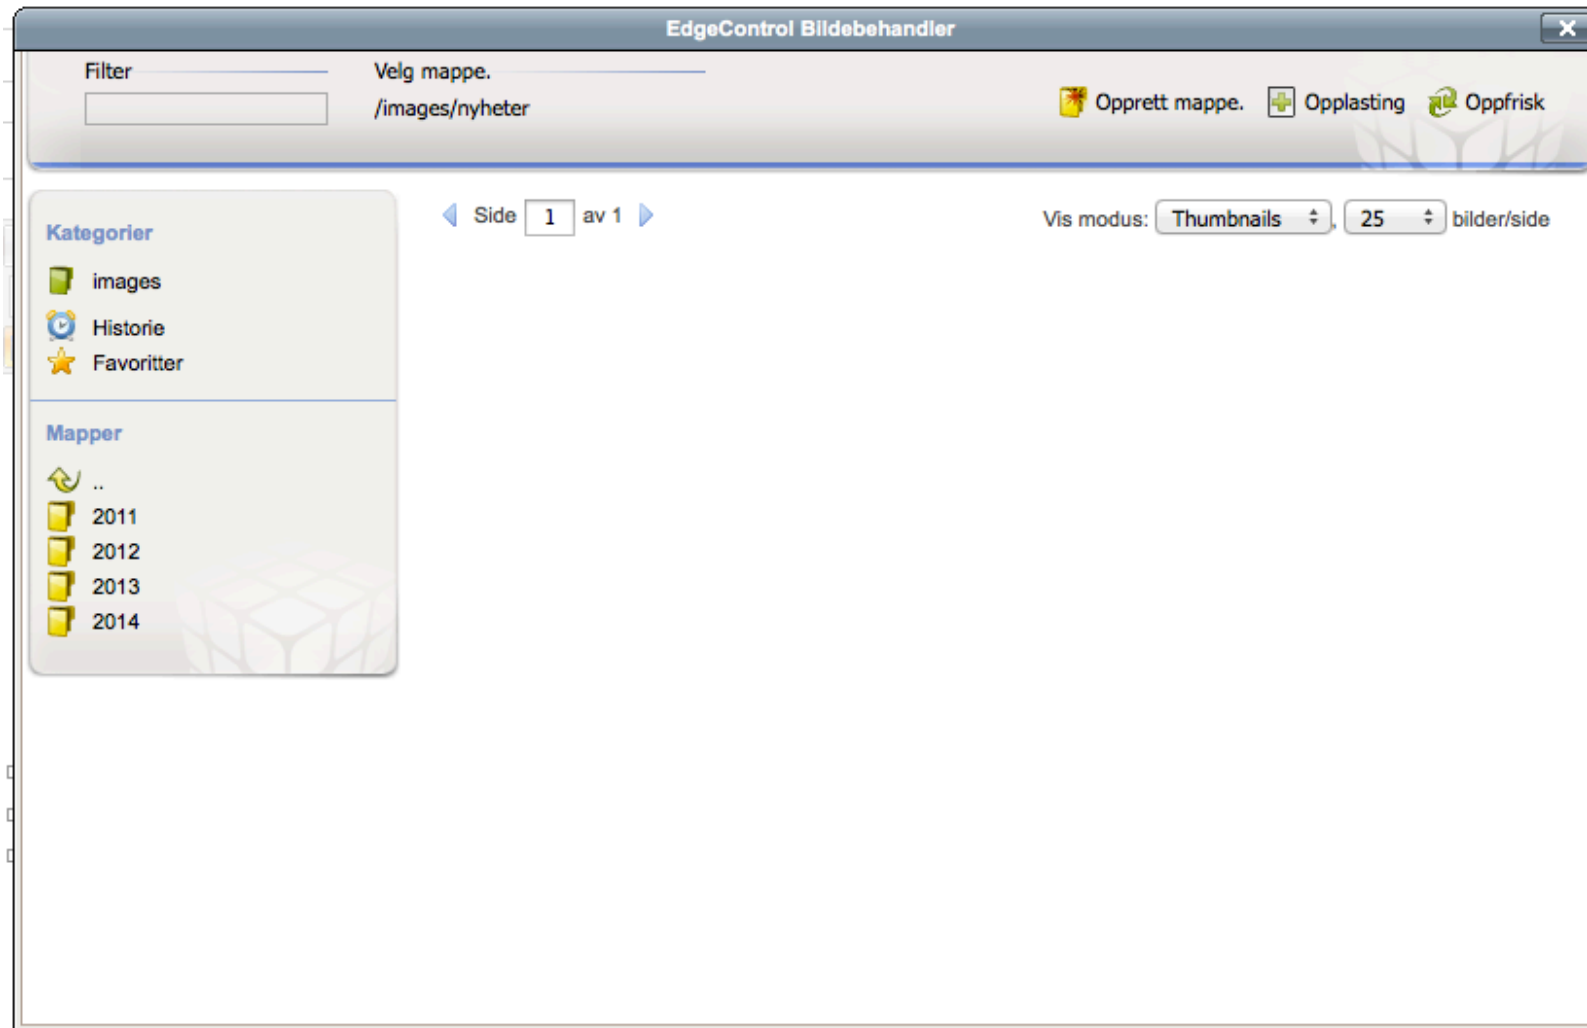 EdgeControl Bildebehandler
Filter
Velg mappe.
/images/nyheter
Opprett mappe.
Opplasting
Oppfrisk
Kategorier
images
Historie
Favoritter
Mapper
..
2011
2012
2013
2014
Side 1 av 1
Vis modus: Thumbnails , 25 bilder/side